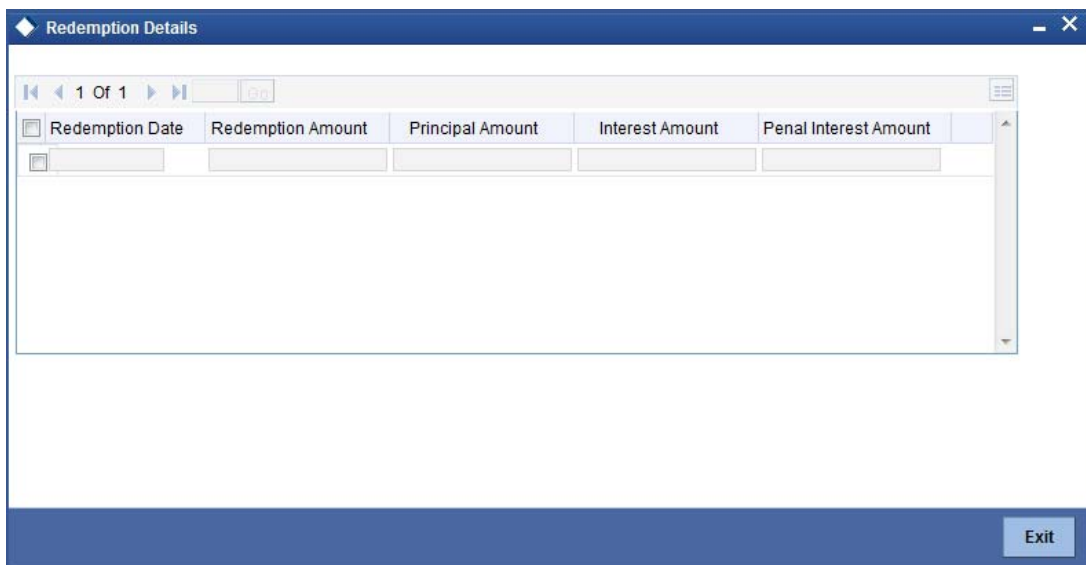 Redemption Details
1 Of 1 Go
Redemption Date Redemption Amount Principal Amount Interest Amount Penal Interest Amount
Exit